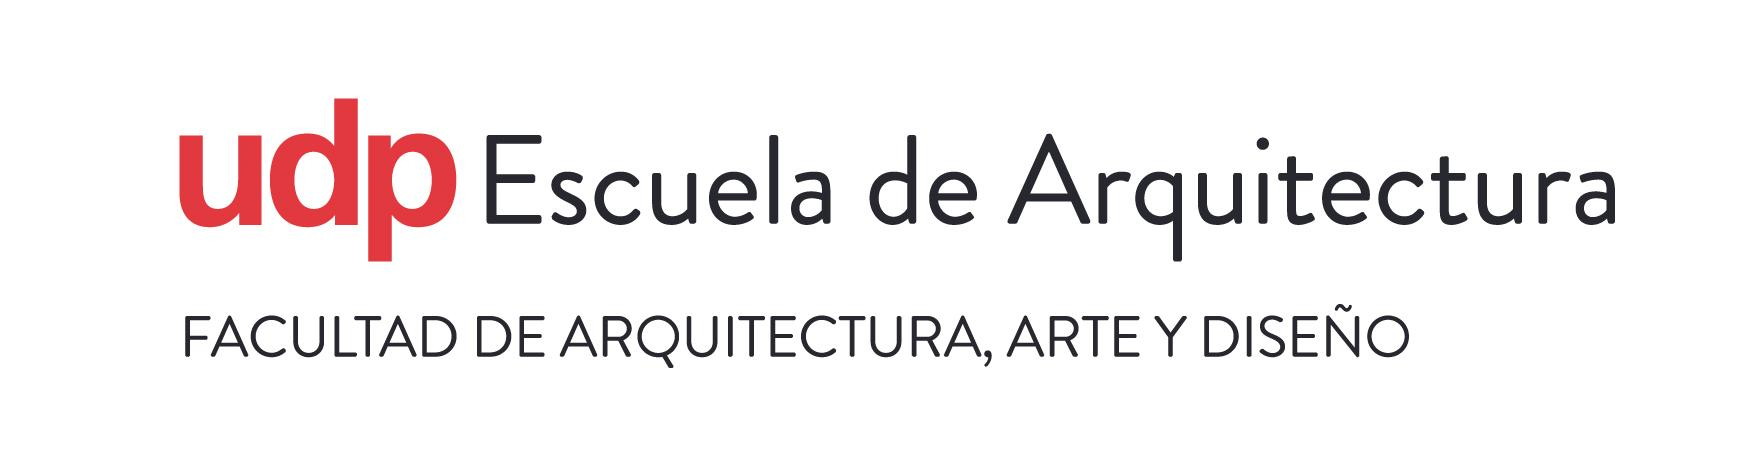 udp Escuela de Arquitectura
FACULTAD DE ARQUITECTURA, ARTE Y DISEÑO